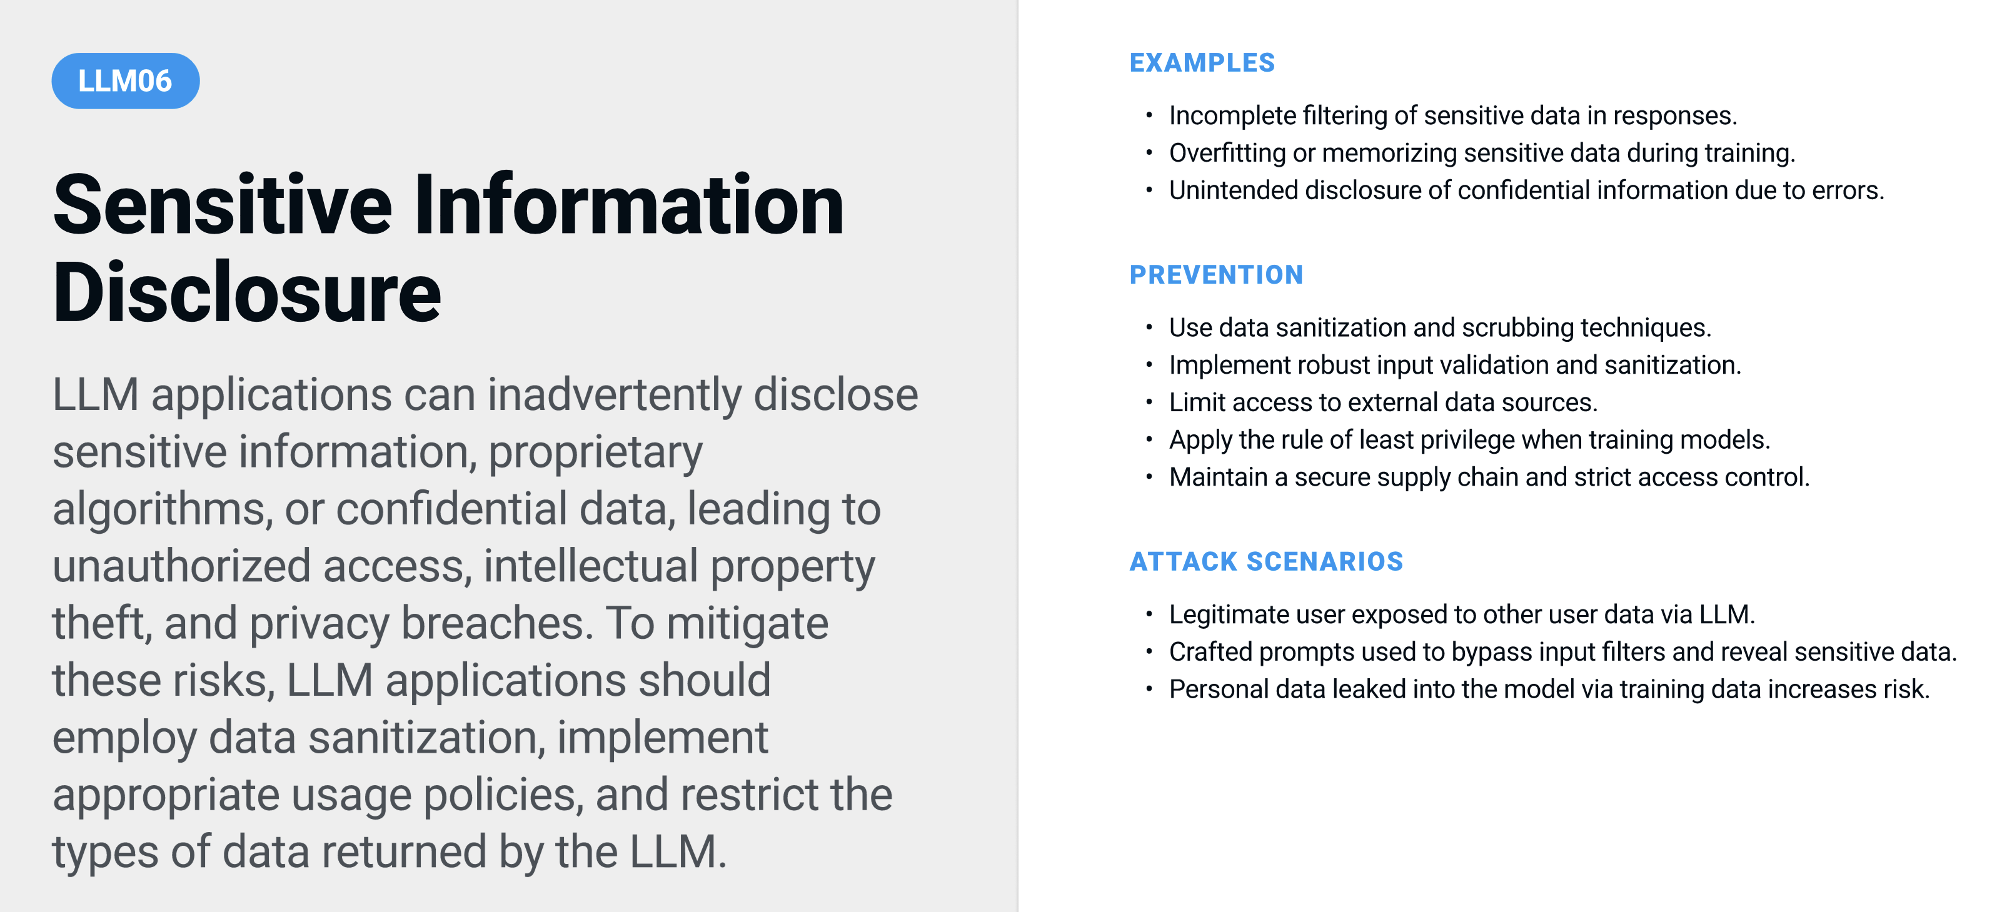 LLM06
Sensitive Information
Disclosure
LLM applications can inadvertently disclose
sensitive information, proprietary
algorithms, or confidential data, leading to
unauthorized access, intellectual property
theft, and privacy breaches. To mitigate
these risks, LLM applications should
employ data sanitization, implement
appropriate usage policies, and restrict the
types of data returned by the LLM.
EXAMPLES
• Incomplete filtering of sensitive data in responses.
• Overfitting or memorizing sensitive data during training.
• Unintended disclosure of confidential information due to errors.
PREVENTION
• Use data sanitization and scrubbing techniques.
• Implement robust input validation and sanitization.
• Limit access to external data sources.
• Apply the rule of least privilege when training models.
• Maintain a secure supply chain and strict access control.
ATTACK SCENARIOS
• Legitimate user exposed to other user data via LLM.
• Crafted prompts used to bypass input filters and reveal sensitive data.
• Personal data leaked into the model via training data increases risk.